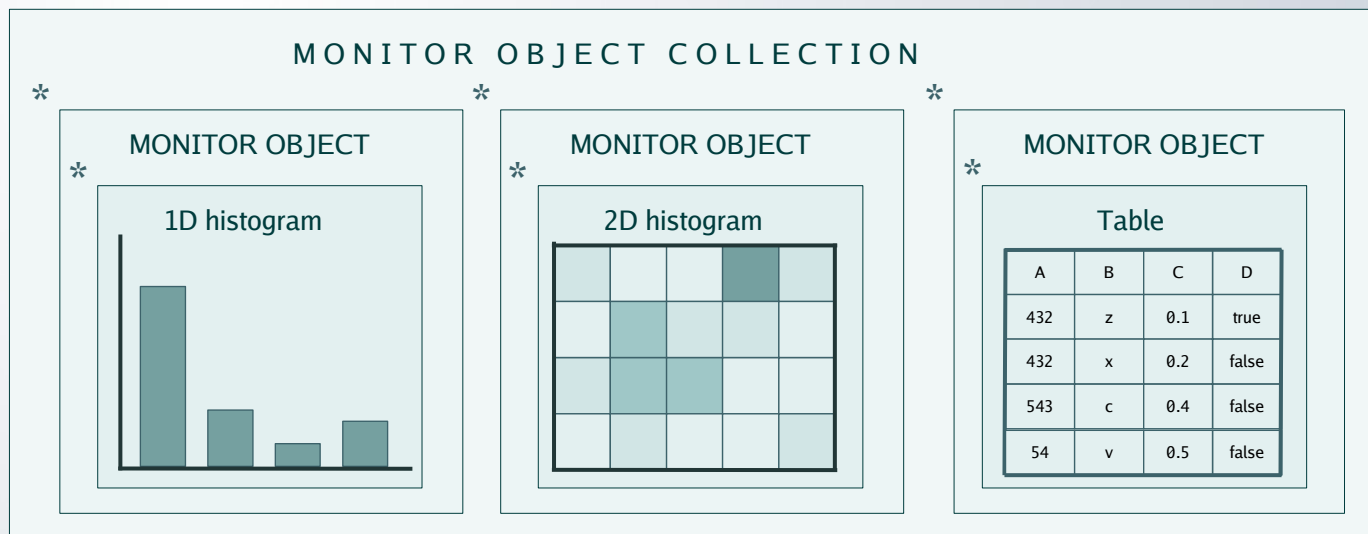 MONITOR OBJECT COLLECTION
* * *
MONITOR OBJECT
*
1D histogram
MONITOR OBJECT
*
2D histogram
MONITOR OBJECT
*
Table
A B C D
432 z 0.1 true
432 x 0.2 false
543 c 0.4 false
54 v 0.5 false